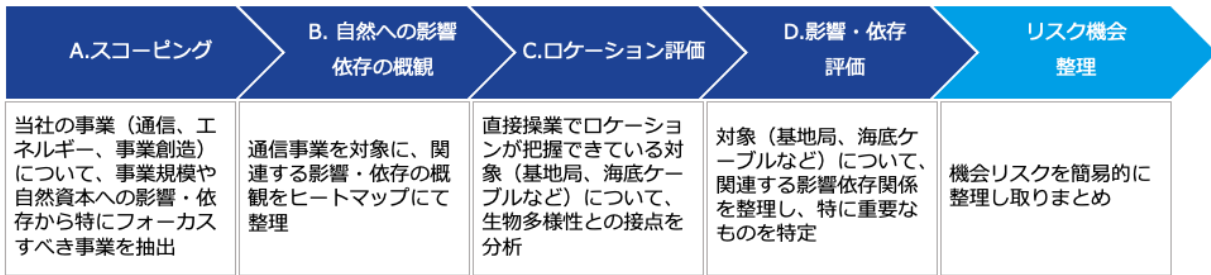 A.スコーピング
B. 自然への影響
依存の概観
C.ロケーション評価
D.影響・依存
評価
リスク機会
整理
当社の事業（通信、エ
ネルギー、事業創造）
について、事業規模や
自然資本への影響・依
存から特にフォーカス
すべき事業を抽出
通信事業を対象に、関
連する影響・依存の概
観をヒートマップにて
整理
直接操業でロケーショ
ンが把握できている対
象（基地局、海底ケー
ブルなど）について、
生物多様性との接点を
分析
対象（基地局、海底ケ
ーブルなど）について、
関連する影響依存関係
を整理し、特に重要な
ものを特定
機会リスクを簡易的に
整理し取りまとめ